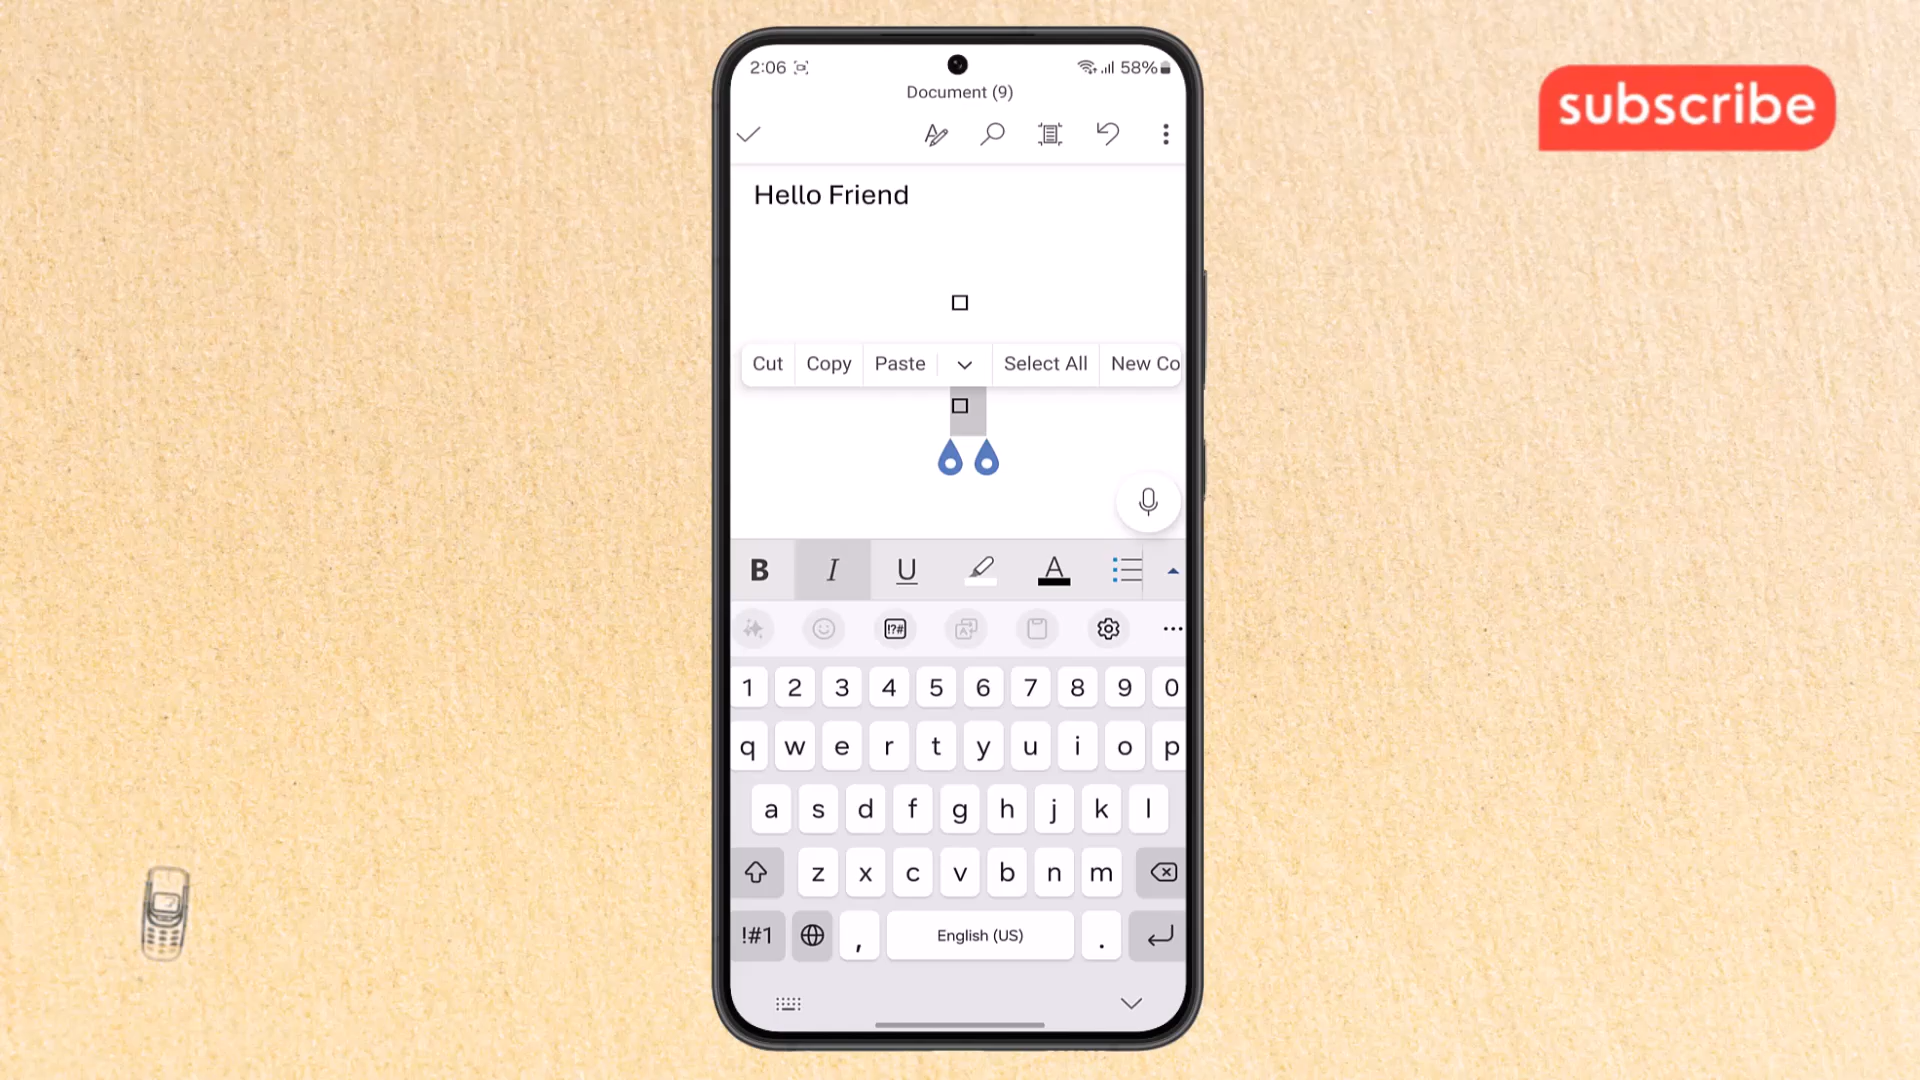 2:06 58%
Document (9)
subscribe
Hello Friend
□
Cut Copy Paste Select All New Co
□
B I U A
!?#
1 2 3 4 5 6 7 8 9 0
q w e r t y u i o p
a s d f g h j k l
z x c v b n m
!#1 , English (US) .